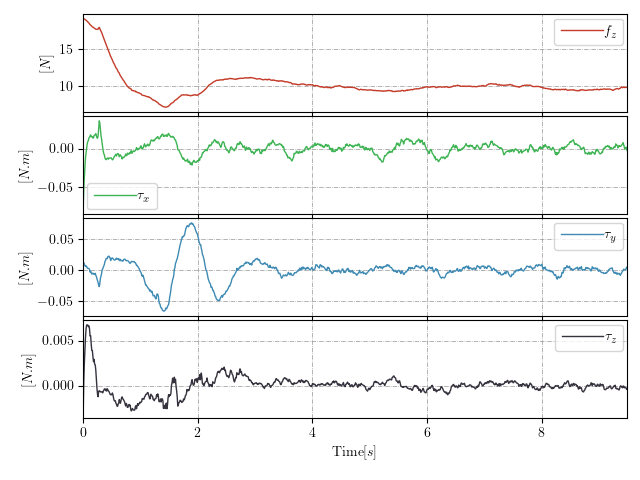 15
10
[N]
f_z
0.00
−0.05
[N.m]
τ_x
0.05
0.00
−0.05
[N.m]
τ_y
0.005
0.000
[N.m]
τ_z
0 2 4 6 8
Time[s]